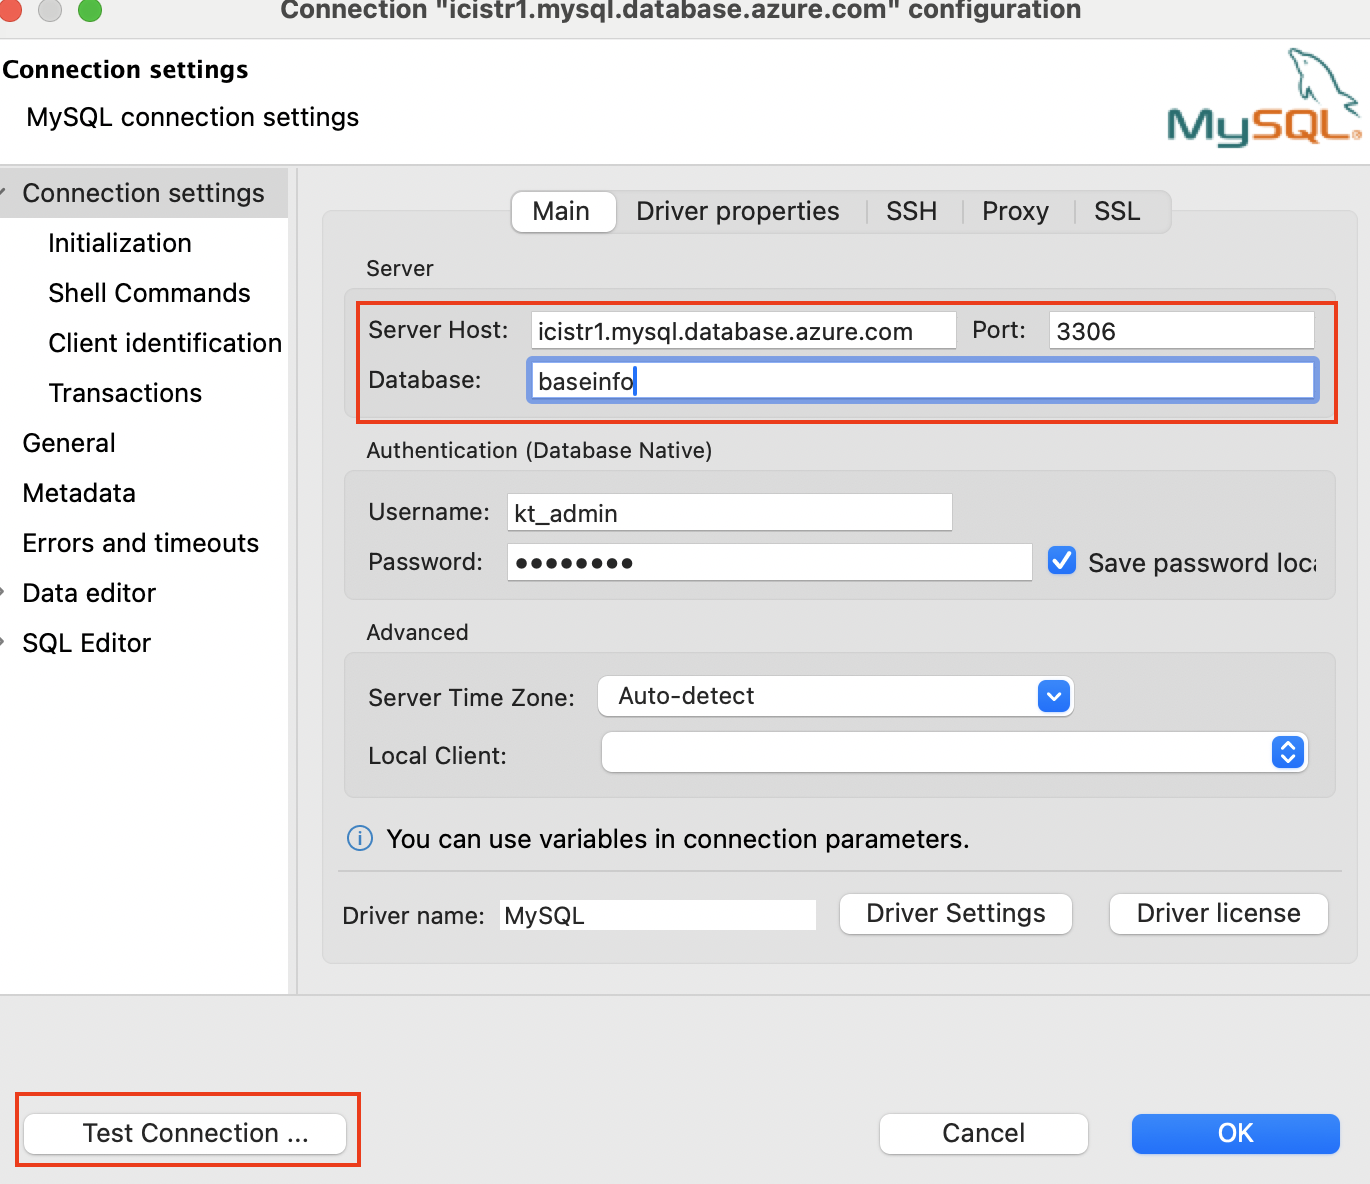 Connection "icistr1.mysql.database.azure.com" configuration
Connection settings
MySQL connection settings
MySQL®
Connection settings
Initialization
Shell Commands
Client identification
Transactions
General
Metadata
Errors and timeouts
Data editor
SQL Editor
Main Driver properties SSH Proxy SSL
Server
Server Host: icistr1.mysql.database.azure.com Port: 3306
Database: baseinfo
Authentication (Database Native)
Username: kt_admin
Password: ••••••••
Save password loca
Advanced
Server Time Zone: Auto-detect
Local Client:
You can use variables in connection parameters.
Driver name: MySQL Driver Settings Driver license
Test Connection ... Cancel OK